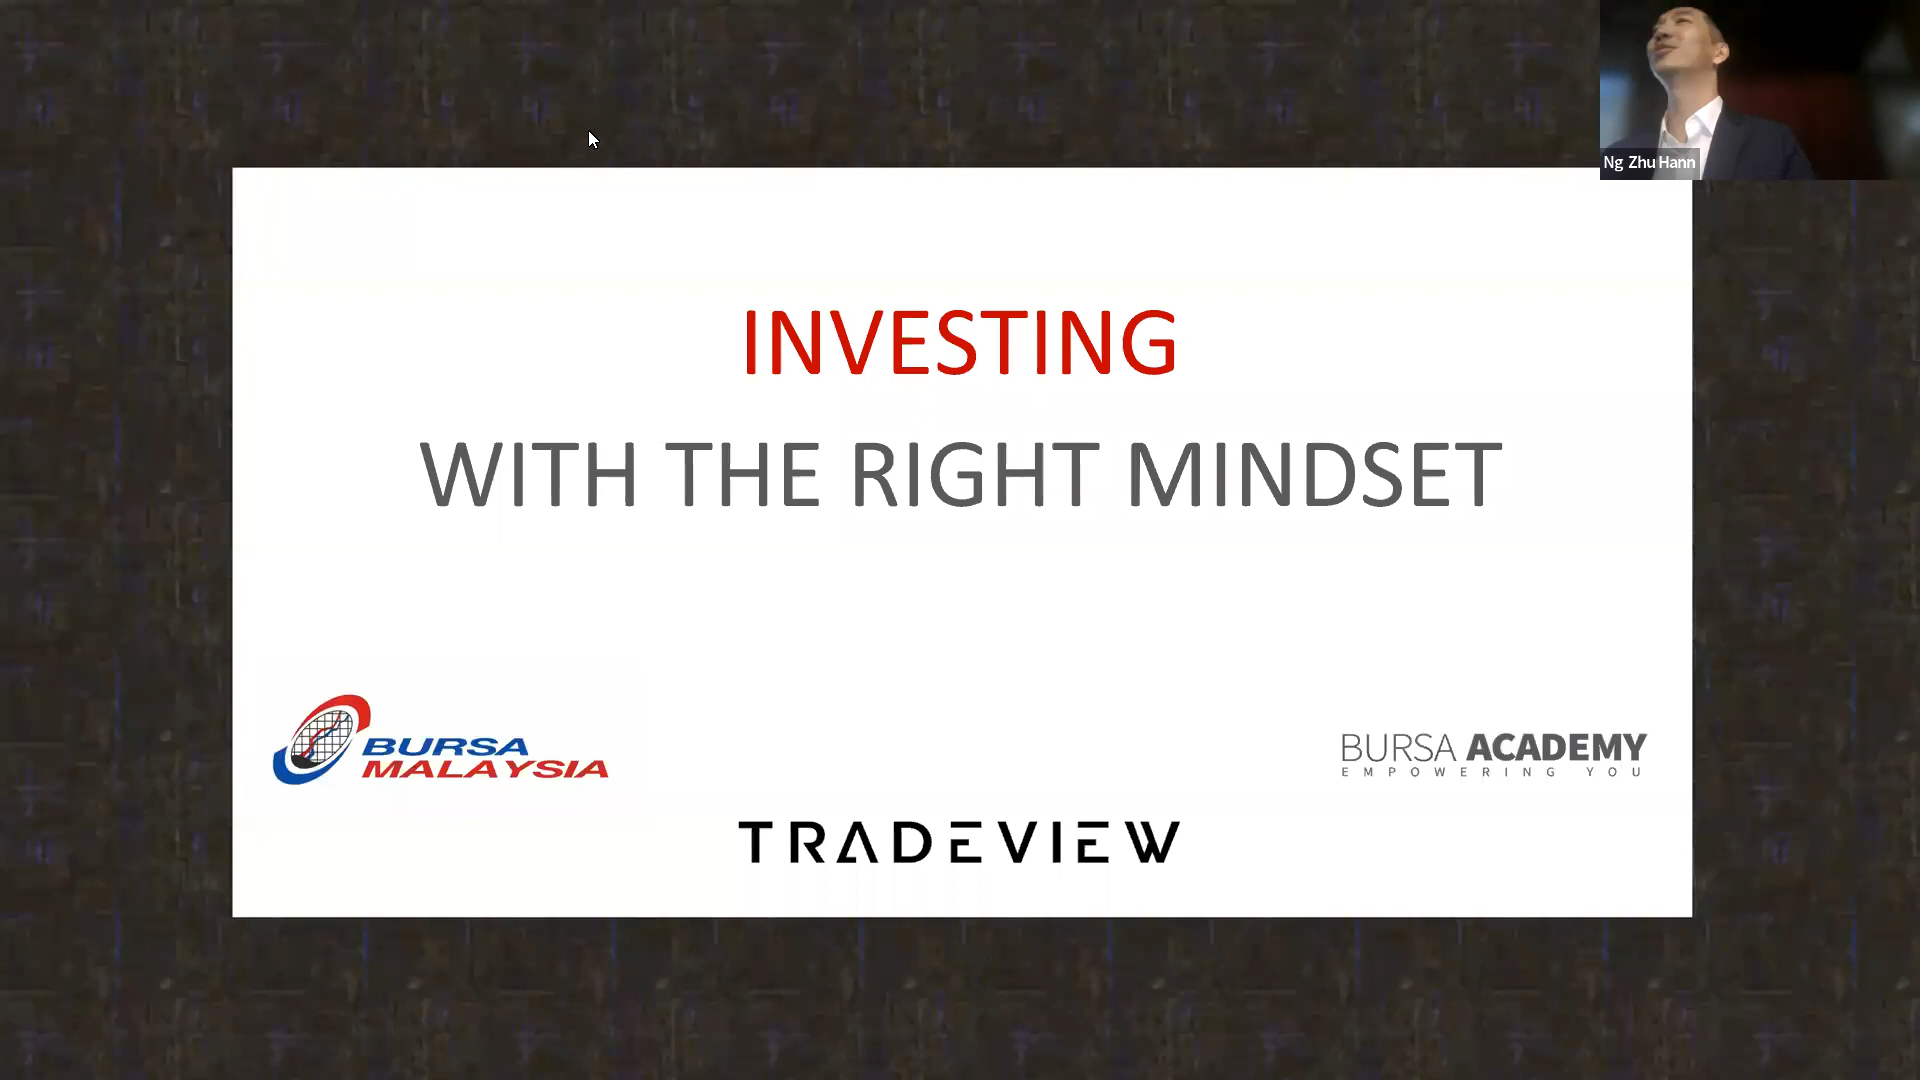 Ng Zhu Hann
INVESTING
WITH THE RIGHT MINDSET
BURSA
MALAYSIA
BURSA ACADEMY
EMPOWERING YOU
TRADEVIEW